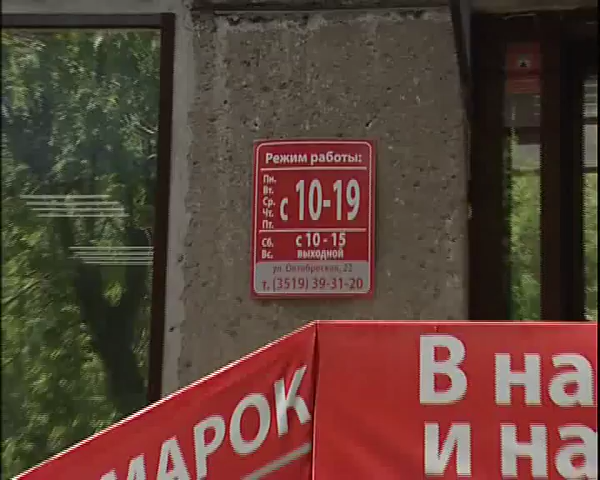 Режим работы:
Пн.
Вт.
Ср.
Чт.
Пт.
с 10-19
Сб. с 10 - 15
Вс. выходной
ул. Октябрьская, 22
т. (3519) 39-31-20
МАРОК
В на
и на